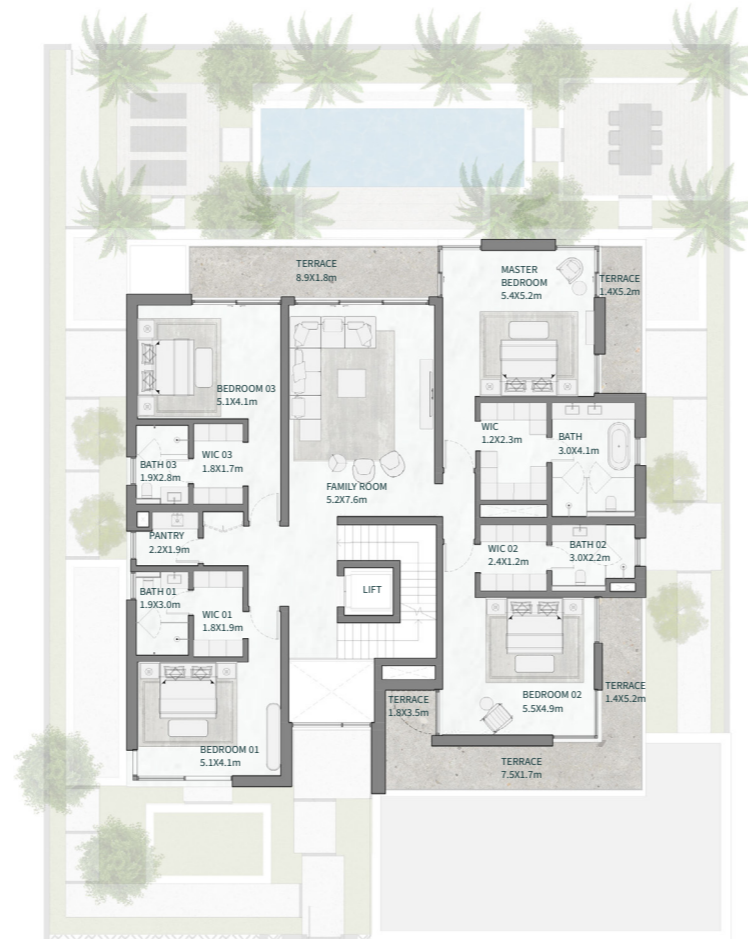 TERRACE
8.9X1.8m
MASTER
BEDROOM
5.4X5.2m
TERRACE
1.4X5.2m
BEDROOM 03
5.1X4.1m
WIC
1.2X2.3m
BATH
3.0X4.1m
BATH 03
1.9X2.8m
WIC 03
1.8X1.7m
FAMILY ROOM
5.2X7.6m
PANTRY
2.2X1.9m
WIC 02
2.4X1.2m
BATH 02
3.0X2.2m
BATH 01
1.9X3.0m
WIC 01
1.8X1.9m
LIFT
BEDROOM 02
5.5X4.9m
TERRACE
1.4X5.2m
TERRACE
1.8X3.5m
BEDROOM 01
5.1X4.1m
TERRACE
7.5X1.7m